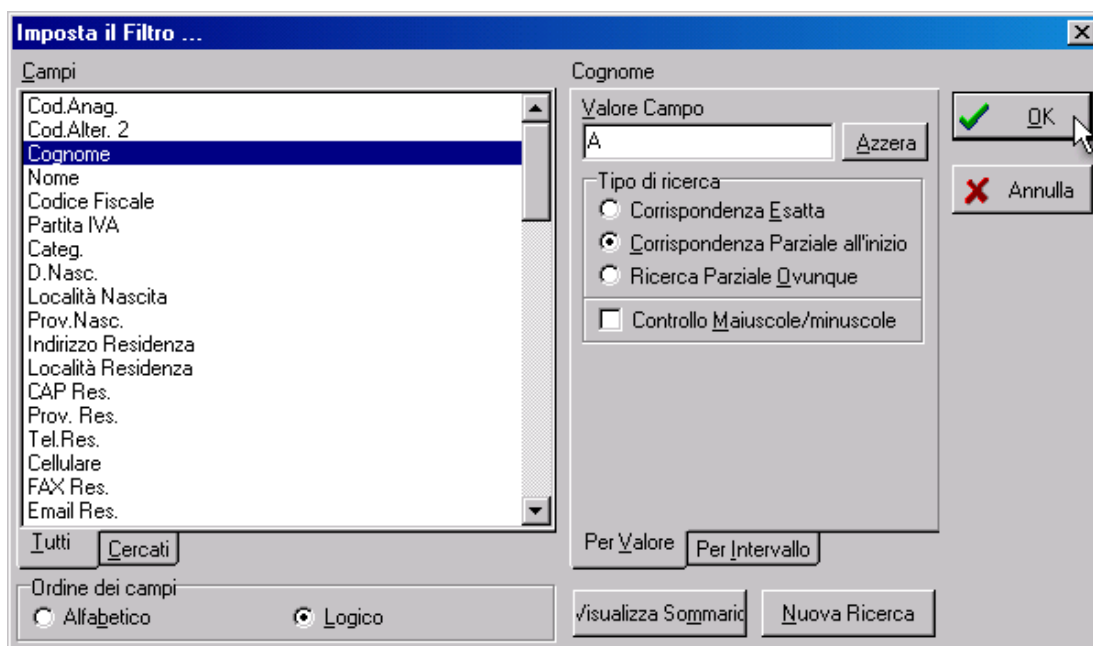 Imposta il Filtro ...
Campi
Cod.Anag.
Cod.Alter. 2
Cognome
Nome
Codice Fiscale
Partita IVA
Categ.
D.Nasc.
Località Nascita
Prov.Nasc.
Indirizzo Residenza
Località Residenza
CAP Res.
Prov. Res.
Tel.Res.
Cellulare
FAX Res.
Email Res.
Tutti
Cercati
Ordine dei campi
Alfabetico
Logico
Cognome
Valore Campo
A
Azzera
Tipo di ricerca
Corrispondenza Esatta
Corrispondenza Parziale all'inizio
Ricerca Parziale Ovunque
Controllo Maiuscole/minuscole
Per Valore
Per Intervallo
Visualizza Sommario
Nuova Ricerca
OK
Annulla